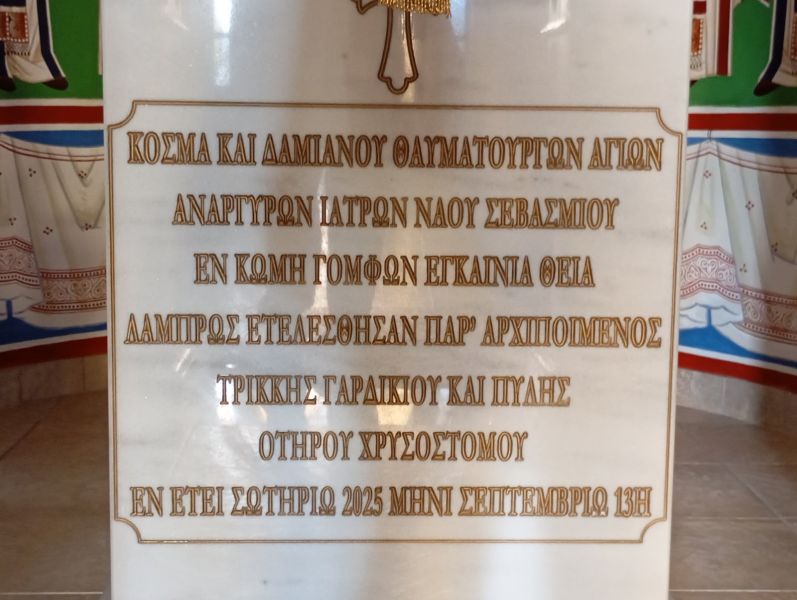 ΚΟΣΜΑ ΚΑΙ ΔΑΜΙΑΝΟΥ ΘΑΥΜΑΤΟΥΡΓΩΝ ΑΓΙΩΝ
ΑΝΑΡΓΥΡΩΝ ΙΑΤΡΩΝ ΝΑΟΥ ΣΕΒΑΣΜΙΟΥ
ΕΝ ΚΩΜΗ ΓΟΜΦΩΝ ΕΓΚΑΙΝΙΑ ΘΕΙΑ
ΛΑΜΠΡΩΣ ΕΤΕΛΕΣΘΗΣΑΝ ΠΑΡ' ΑΡΧΙΠΟΙΜΕΝΟΣ
ΤΡΙΚΚΗΣ ΓΑΡΔΙΚΙΟΥ ΚΑΙ ΠΥΛΗΣ
ΟΤΗΡΟΥ ΧΡΥΣΟΣΤΟΜΟΥ
ΕΝ ΕΤΕΙ ΣΩΤΗΡΙΩ 2025 ΜΗΝΙ ΣΕΠΤΕΜΒΡΙΩ 13Η